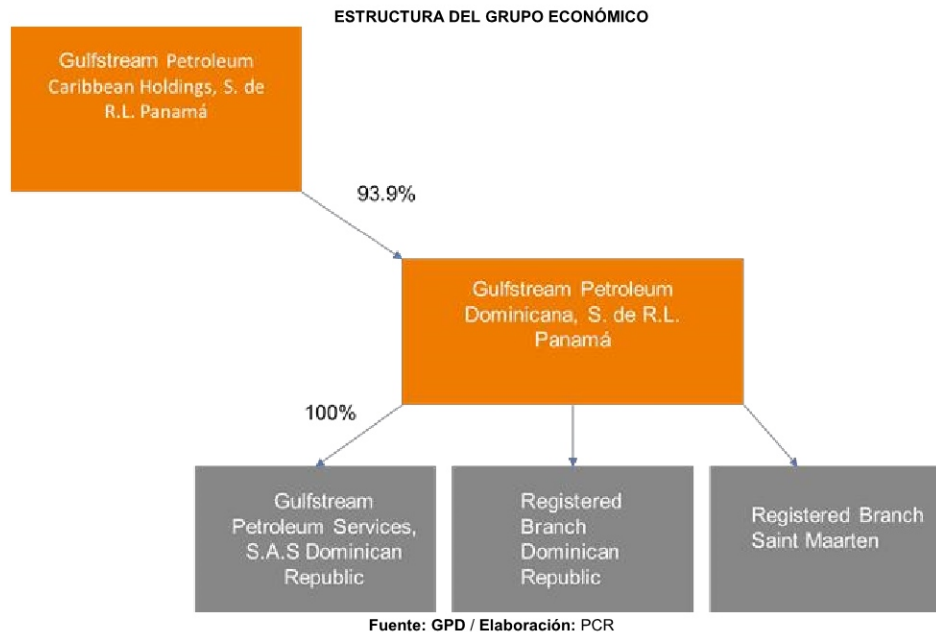 ESTRUCTURA DEL GRUPO ECONÓMICO
Gulfstream Petroleum
Caribbean Holdings, S. de
R.L. Panamá
93.9%
Gulfstream Petroleum
Dominicana, S. de R.L.
Panamá
100%
Gulfstream
Petroleum Services,
S.A.S Dominican
Republic
Registered
Branch
Dominican
Republic
Registered Branch
Saint Maarten
Fuente: GPD / Elaboración: PCR